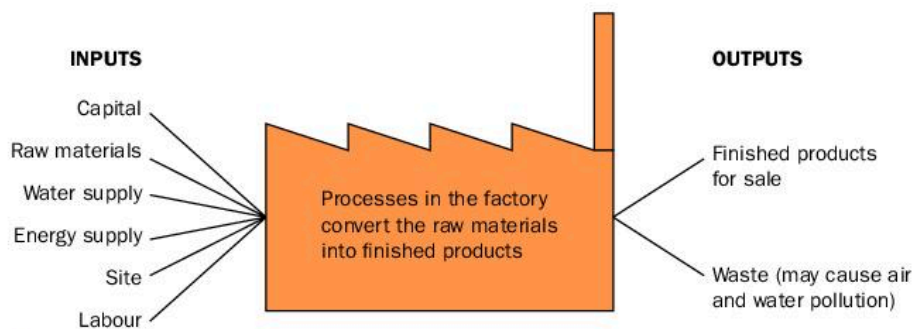 INPUTS
Capital
Raw materials
Water supply
Energy supply
Site
Labour
Processes in the factory
convert the raw materials
into finished products
OUTPUTS
Finished products
for sale
Waste (may cause air
and water pollution)